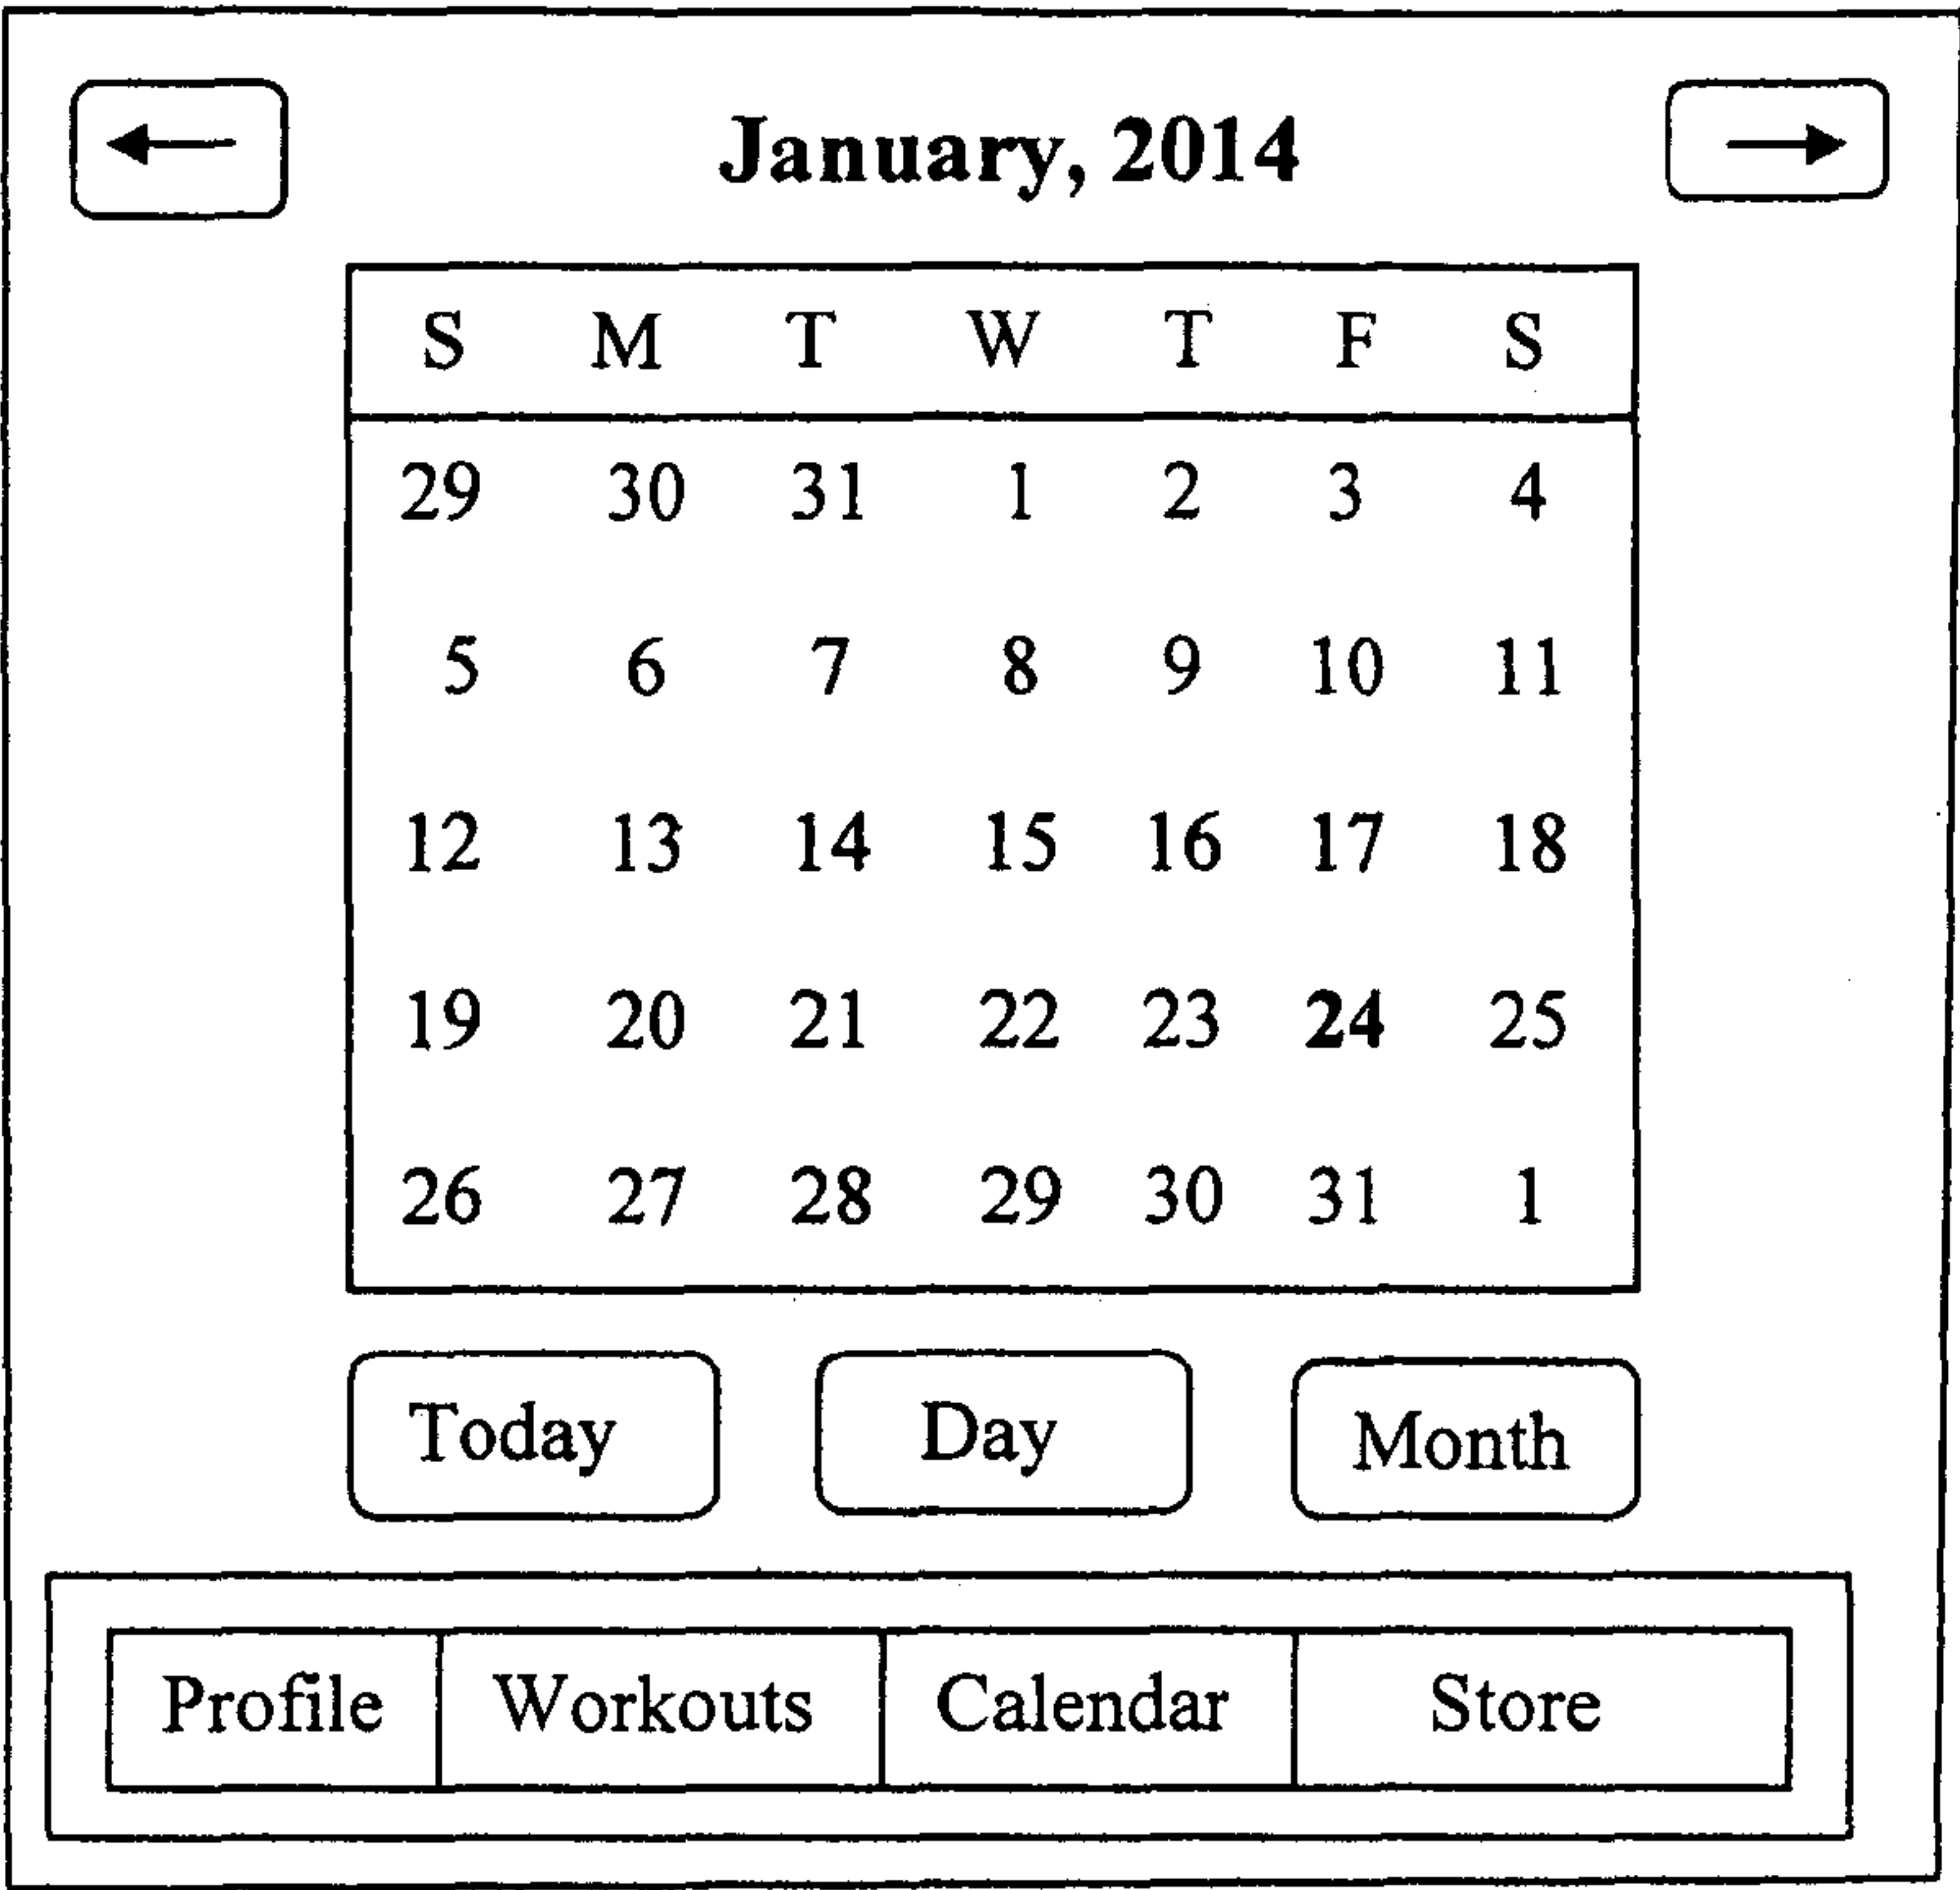 January, 2014
S M T W T F S
29 30 31 1 2 3 4
5 6 7 8 9 10 11
12 13 14 15 16 17 18
19 20 21 22 23 24 25
26 27 28 29 30 31 1
Today Day Month
Profile Workouts Calendar Store